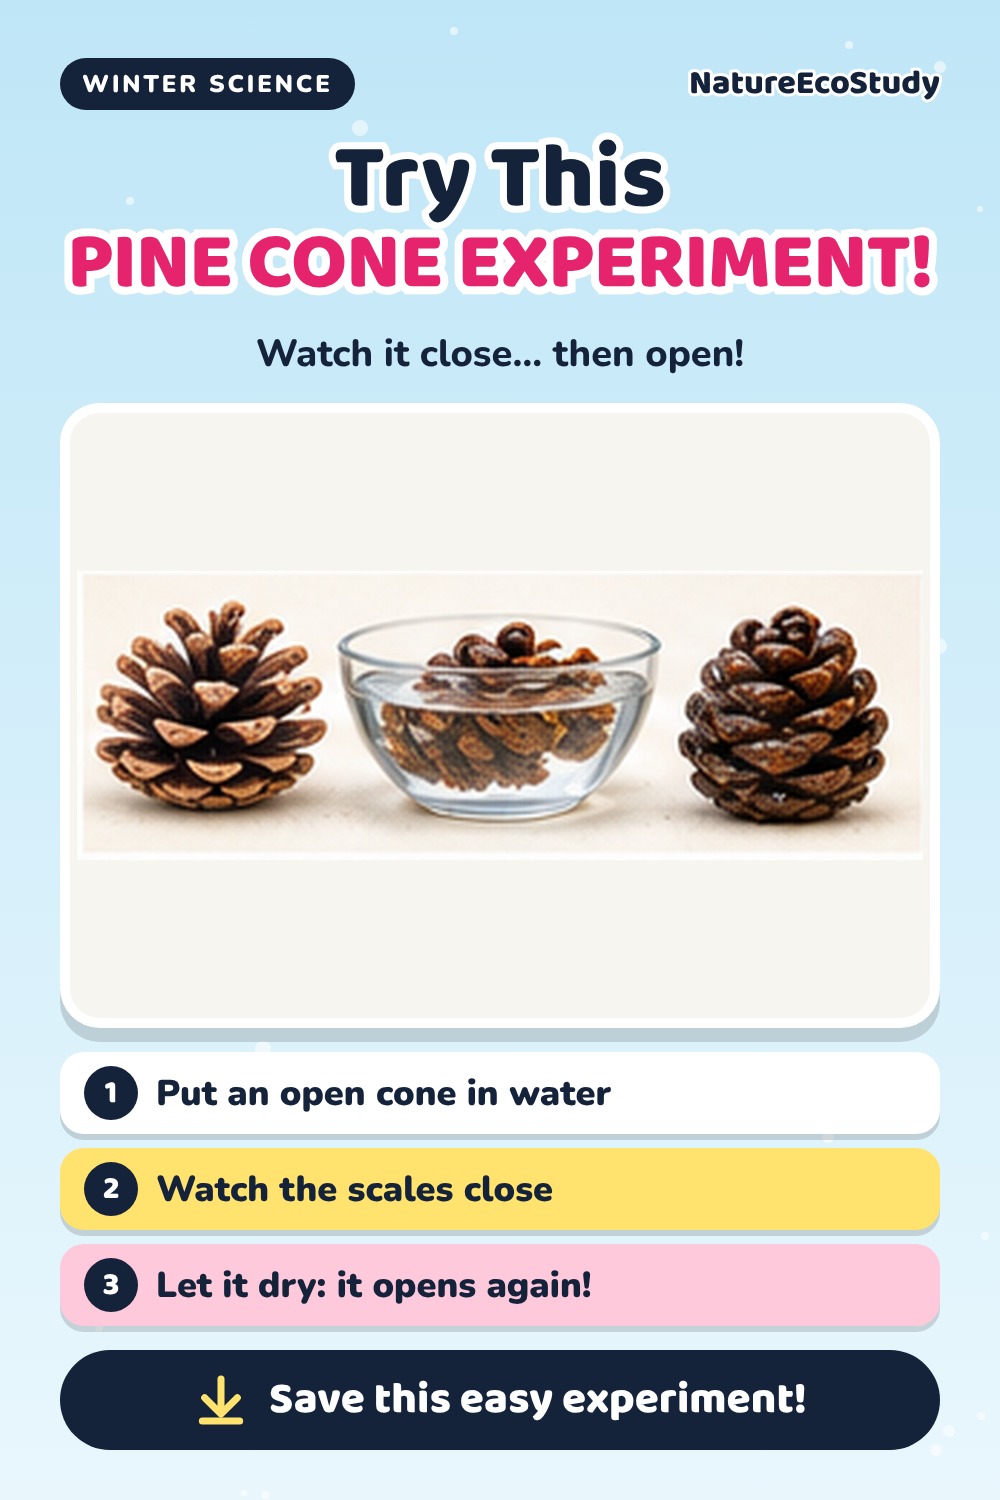 WINTER SCIENCE
NatureEcoStudy
Try This
PINE CONE EXPERIMENT!
Watch it close... then open!
1 Put an open cone in water
2 Watch the scales close
3 Let it dry: it opens again!
Save this easy experiment!